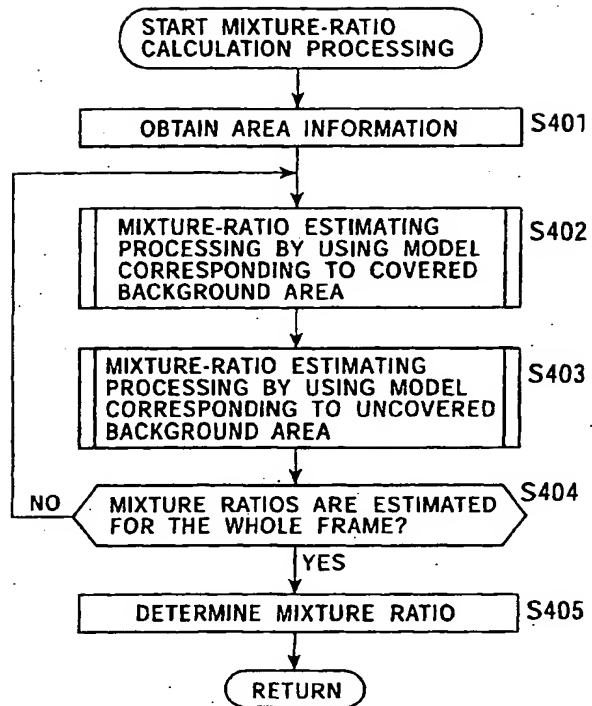 START MIXTURE-RATIO
CALCULATION PROCESSING
OBTAIN AREA INFORMATION
S401
MIXTURE-RATIO ESTIMATING
PROCESSING BY USING MODEL
CORRESPONDING TO COVERED
BACKGROUND AREA
S402
MIXTURE-RATIO ESTIMATING
PROCESSING BY USING MODEL
CORRESPONDING TO UNCOVERED
BACKGROUND AREA
S403
NO
MIXTURE RATIOS ARE ESTIMATED
FOR THE WHOLE FRAME?
S404
YES
DETERMINE MIXTURE RATIO
S405
RETURN